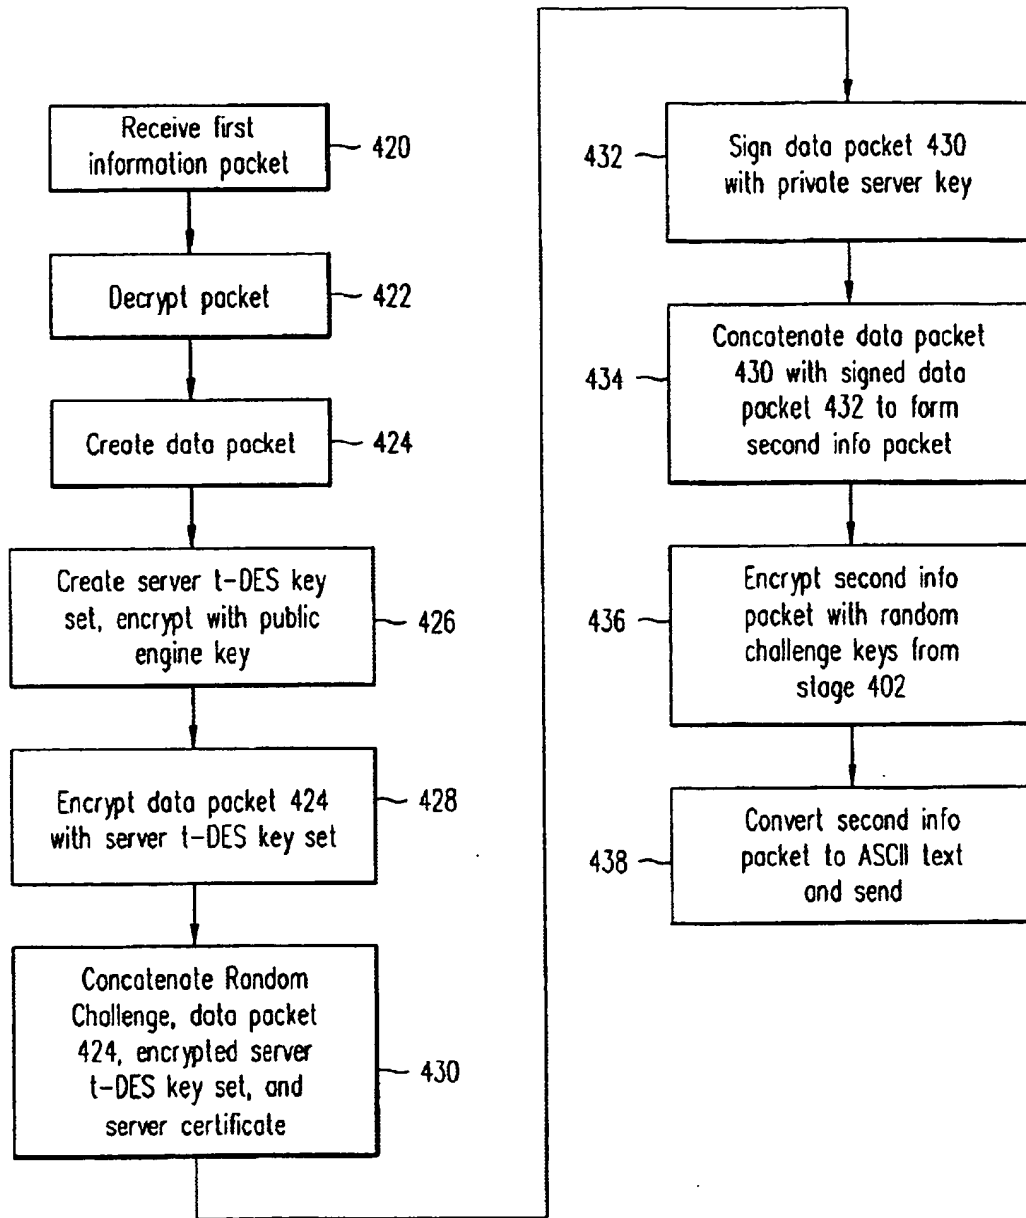 Receive first
information packet
420
Decrypt packet
422
Create data packet
424
Create server t-DES key
set, encrypt with public
engine key
426
Encrypt data packet 424
with server t-DES key set
428
Concatenate Random
Challenge, data packet
424, encrypted server
t-DES key set, and
server certificate
430
432
Sign data packet 430
with private server key
434
Concatenate data packet
430 with signed data
packet 432 to form
second info packet
436
Encrypt second info
packet with random
challenge keys from
stage 402
438
Convert second info
packet to ASCII text
and send